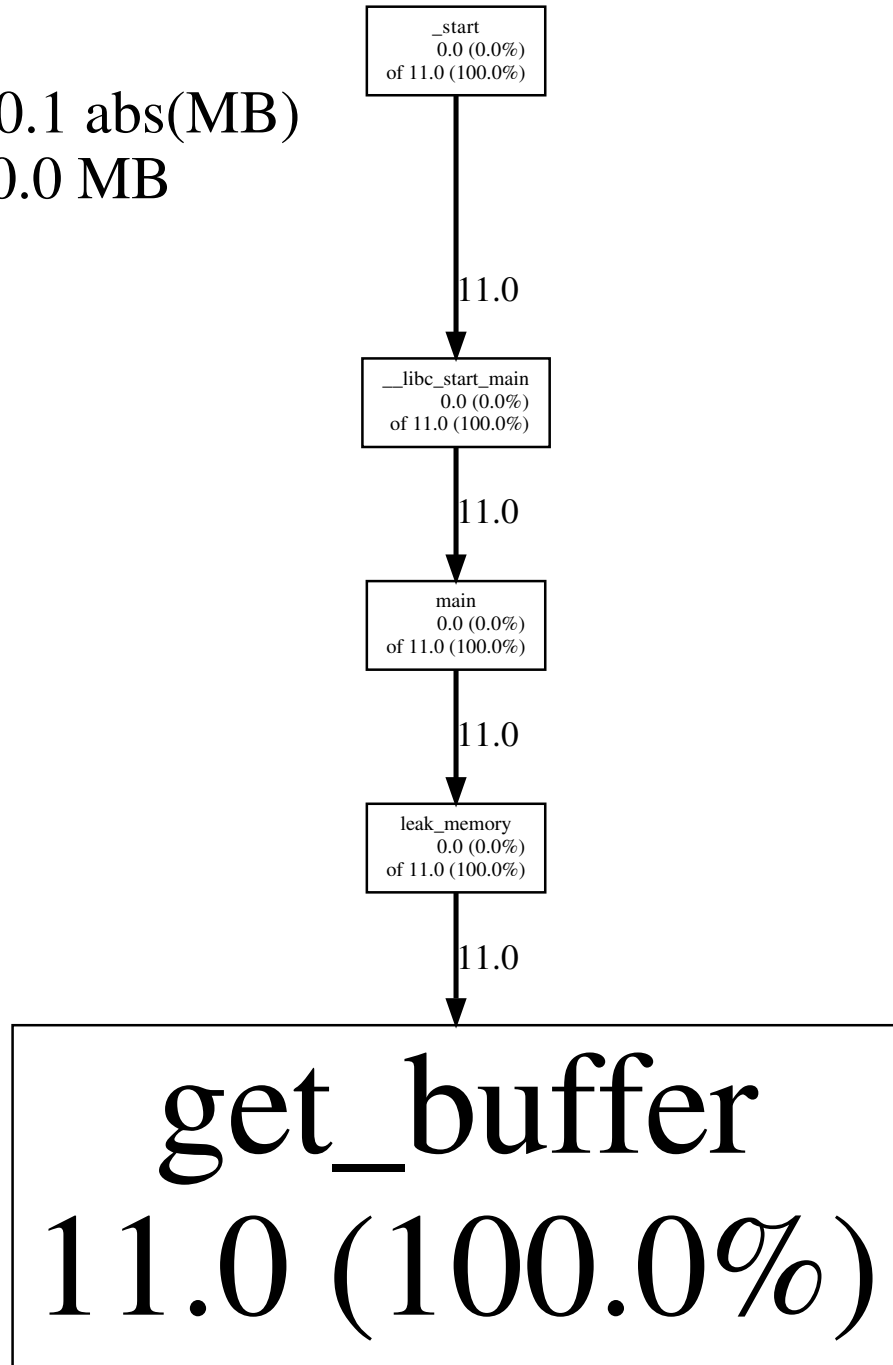 _start
0.0 (0.0%)
of 11.0 (100.0%)
0.1 abs(MB)
0.0 MB
11.0
__libc_start_main
0.0 (0.0%)
of 11.0 (100.0%)
11.0
main
0.0 (0.0%)
of 11.0 (100.0%)
11.0
leak_memory
0.0 (0.0%)
of 11.0 (100.0%)
11.0
get_buffer
11.0 (100.0%)